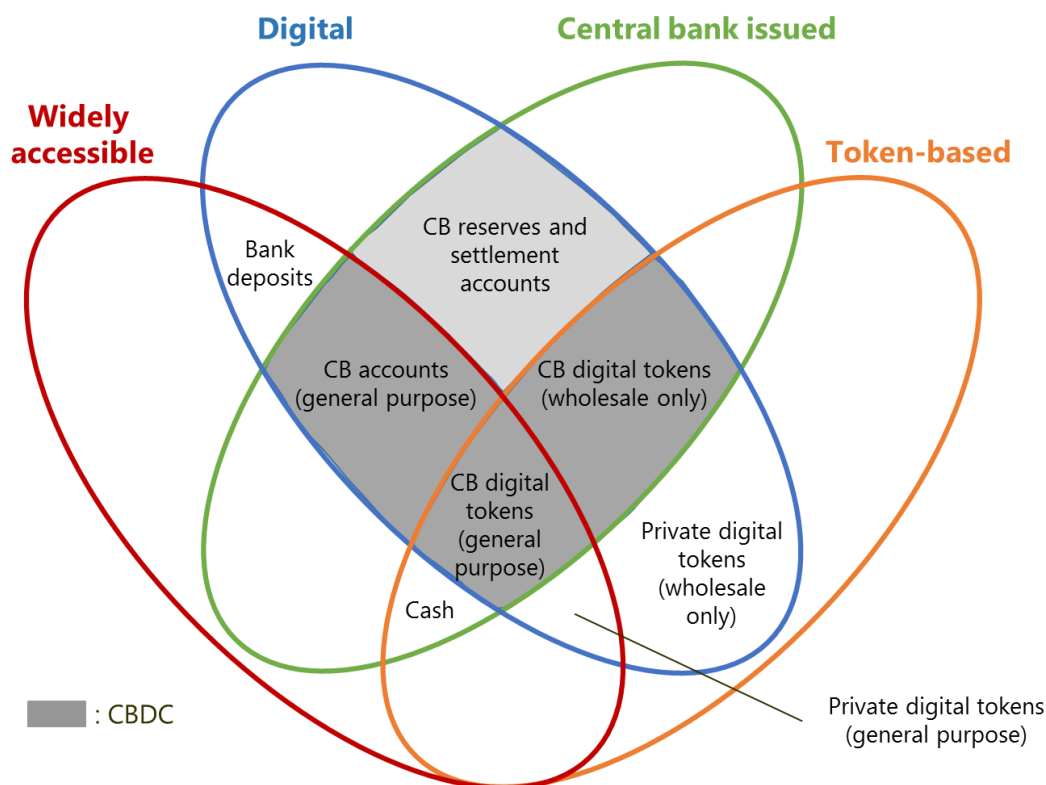 Digital
Central bank issued
Widely
accessible
Token-based
CB reserves and
settlement
accounts
Bank
deposits
CB accounts
(general purpose)
CB digital tokens
(wholesale only)
CB digital
tokens
(general
purpose)
Private digital
tokens
(wholesale
only)
Cash
: CBDC
Private digital tokens
(general purpose)